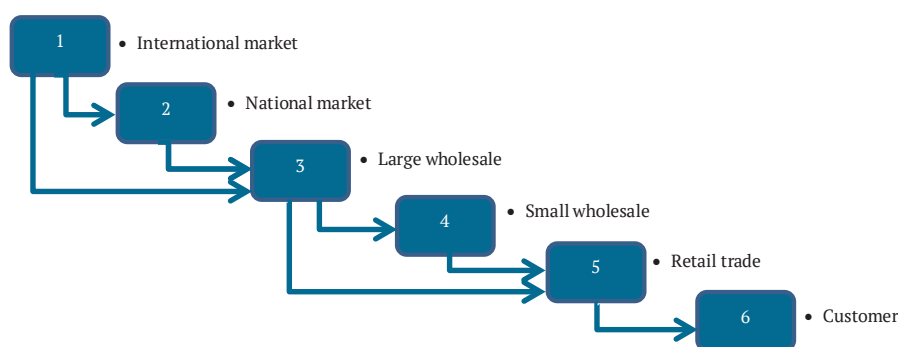 1
• International market
2
• National market
3
• Large wholesale
4
• Small wholesale
5
• Retail trade
6
• Customer